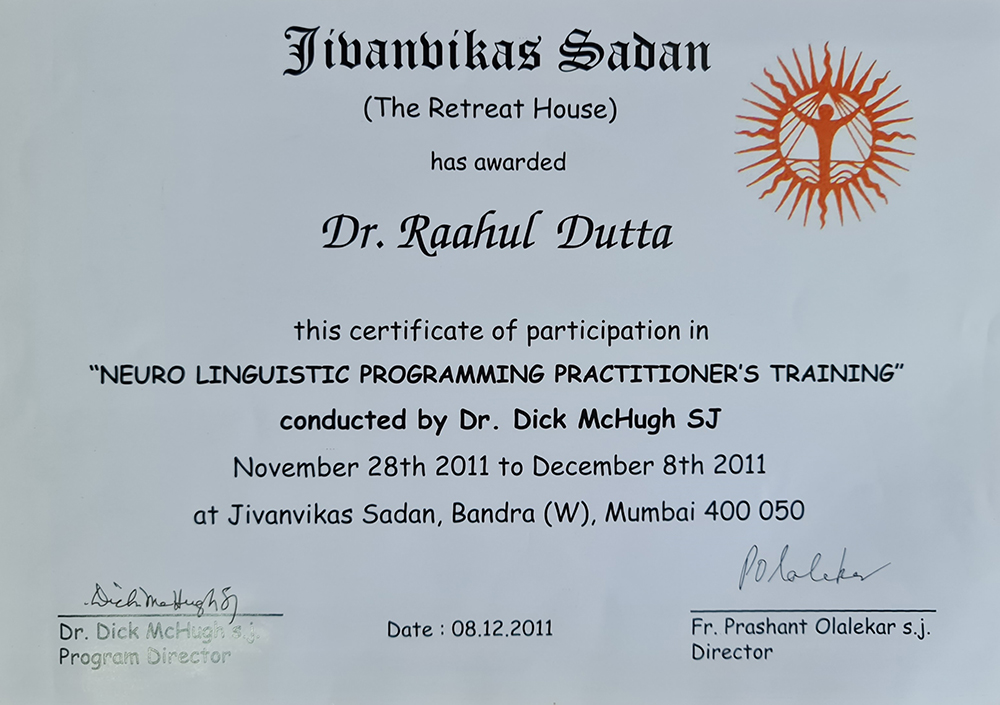 Jivanvikas Sadan
(The Retreat House)
has awarded
Dr. Raahul Dutta
this certificate of participation in
“NEURO LINGUISTIC PROGRAMMING PRACTITIONER’S TRAINING”
conducted by Dr. Dick McHugh SJ
November 28th 2011 to December 8th 2011
at Jivanvikas Sadan, Bandra (W), Mumbai 400 050
Dick McHugh SJ
POlalekar
Dr. Dick McHugh s.j.
Program Director
Date : 08.12.2011
Fr. Prashant Olalekar s.j.
Director